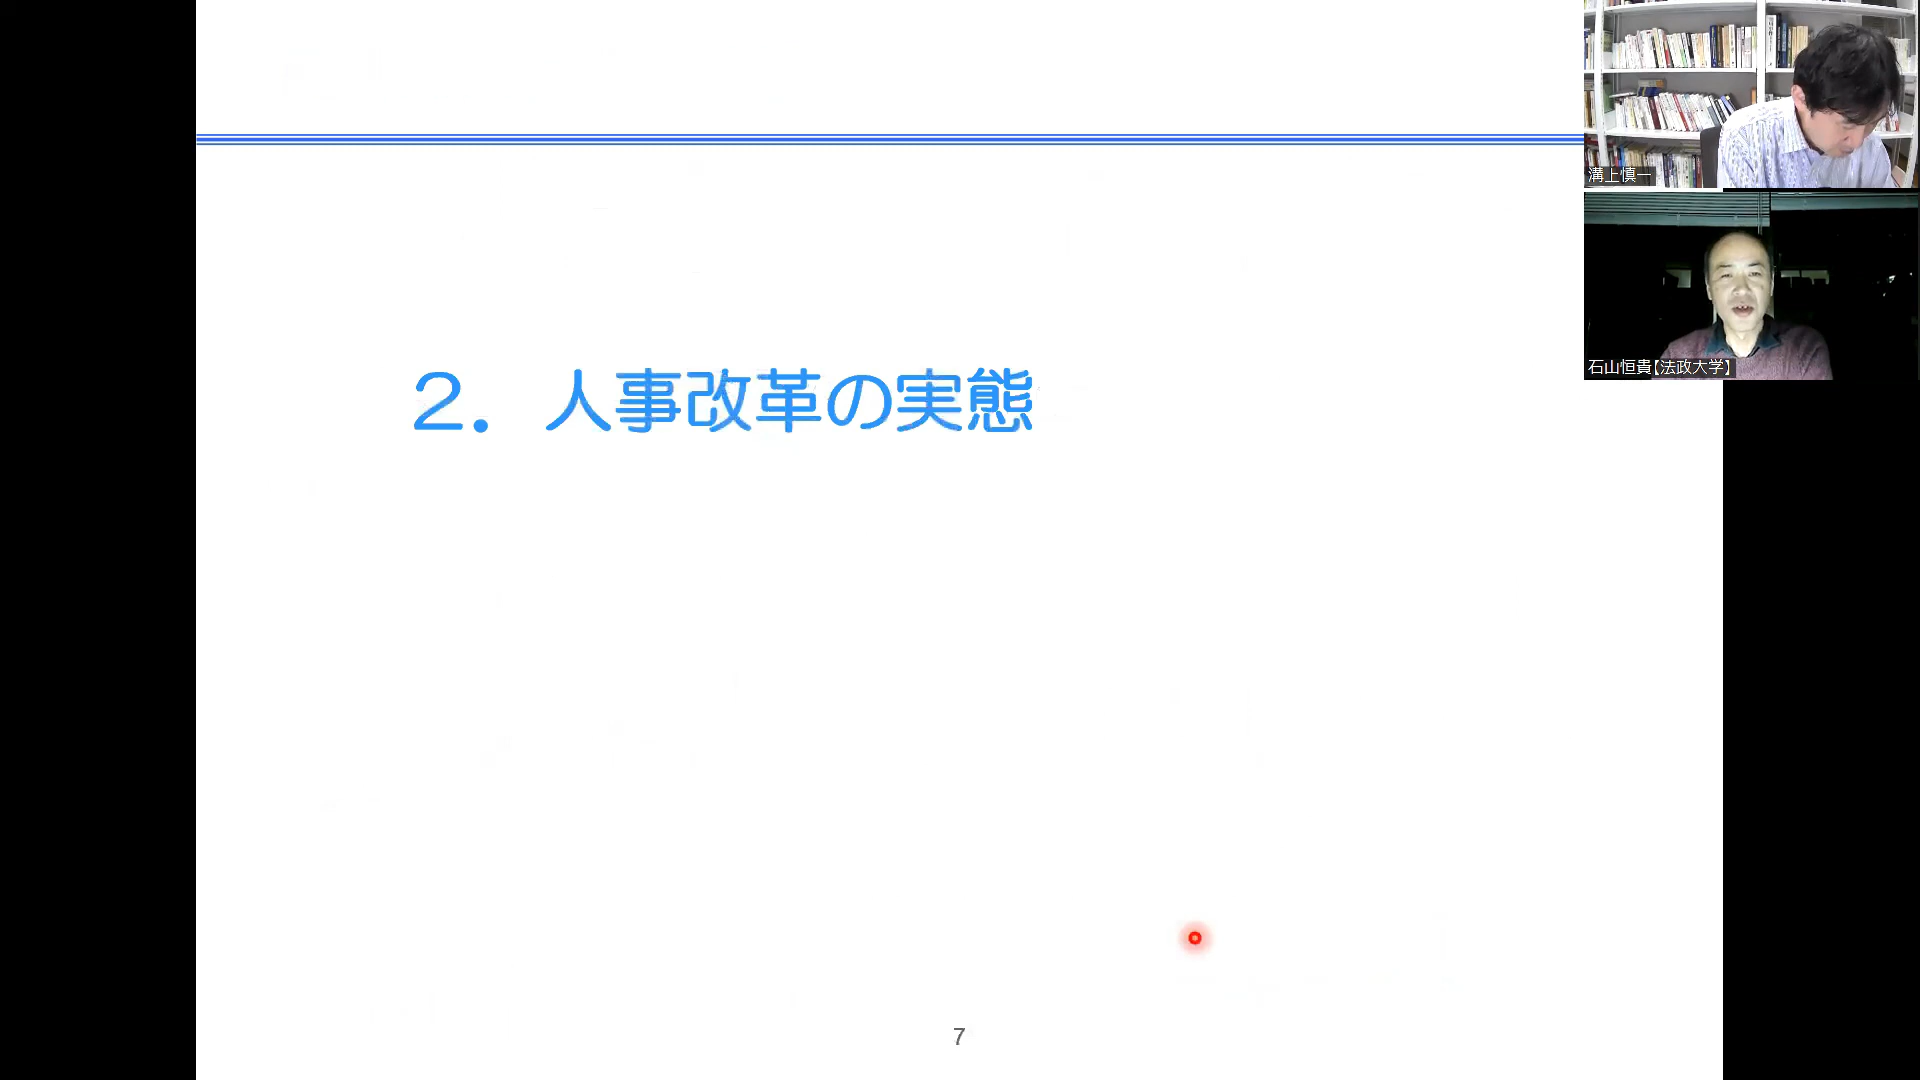 ２．人事改革の実態
7
溝上慎一
石山恒貴【法政大学】